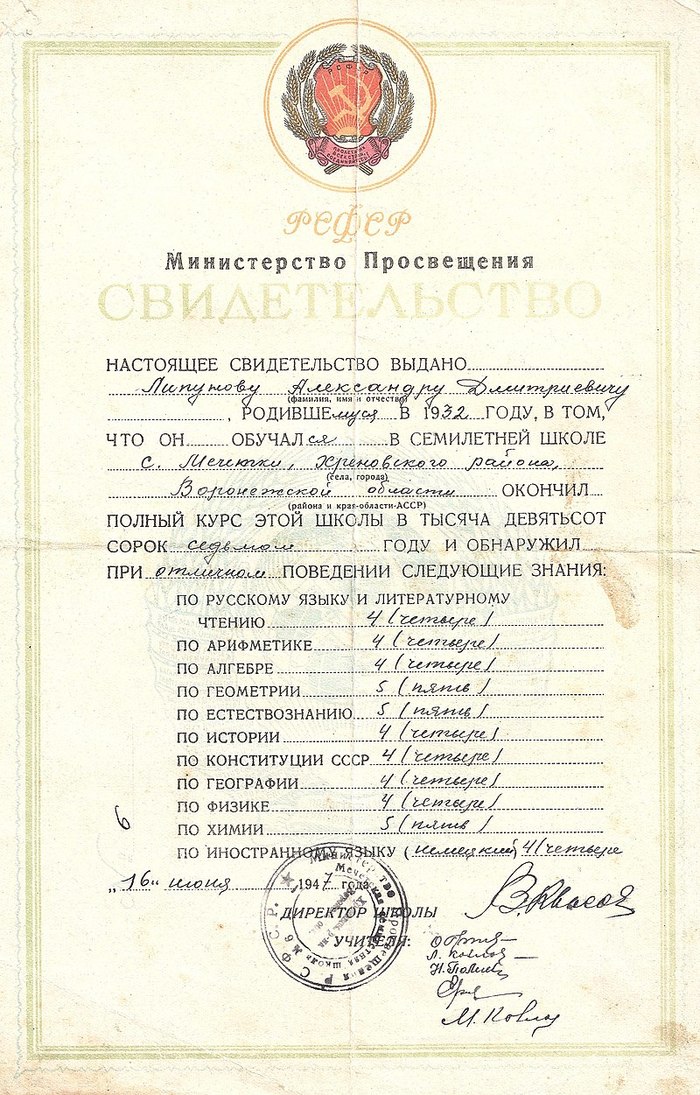 РСФСР
РСФСР
Министерство Просвещения
СВИДЕТЕЛЬСТВО
НАСТОЯЩЕЕ СВИДЕТЕЛЬСТВО ВЫДАНО
Липунову Александру Дмитриевичу
(фамилия, имя и отчество)
, РОДИВШЕмуся В 1932 ГОДУ, В ТОМ,
ЧТО ОН ОБУЧАЛся В СЕМИЛЕТНЕЙ ШКОЛЕ
с. Мечетки, Хреновского района,
(села, города)
Воронежской области ОКОНЧИЛ
(района и края-области-АССР)
ПОЛНЫЙ КУРС ЭТОЙ ШКОЛЫ В ТЫСЯЧА ДЕВЯТЬСОТ
СОРОК седьмом ГОДУ И ОБНАРУЖИЛ
ПРИ отличном ПОВЕДЕНИИ СЛЕДУЮЩИЕ ЗНАНИЯ:
ПО РУССКОМУ ЯЗЫКУ И ЛИТЕРАТУРНОМУ
ЧТЕНИЮ 4 (четыре)
ПО АРИФМЕТИКЕ 4 (четыре)
ПО АЛГЕБРЕ 4 (четыре)
ПО ГЕОМЕТРИИ 5 (пять)
ПО ЕСТЕСТВОЗНАНИЮ 5 (пять)
ПО ИСТОРИИ 4 (четыре)
ПО КОНСТИТУЦИИ СССР 4 (четыре)
ПО ГЕОГРАФИИ 4 (четыре)
ПО ФИЗИКЕ 4 (четыре)
6
ПО ХИМИИ 5 (пять)
ПО ИНОСТРАННОМУ ЯЗЫКУ (немецкий) 4 (четыре
„16“ июня 1947 года
ДИРЕКТОР ШКОЛЫ В. Квасов
УЧИТЕЛЯ:
Министерство Просвещения РСФСР